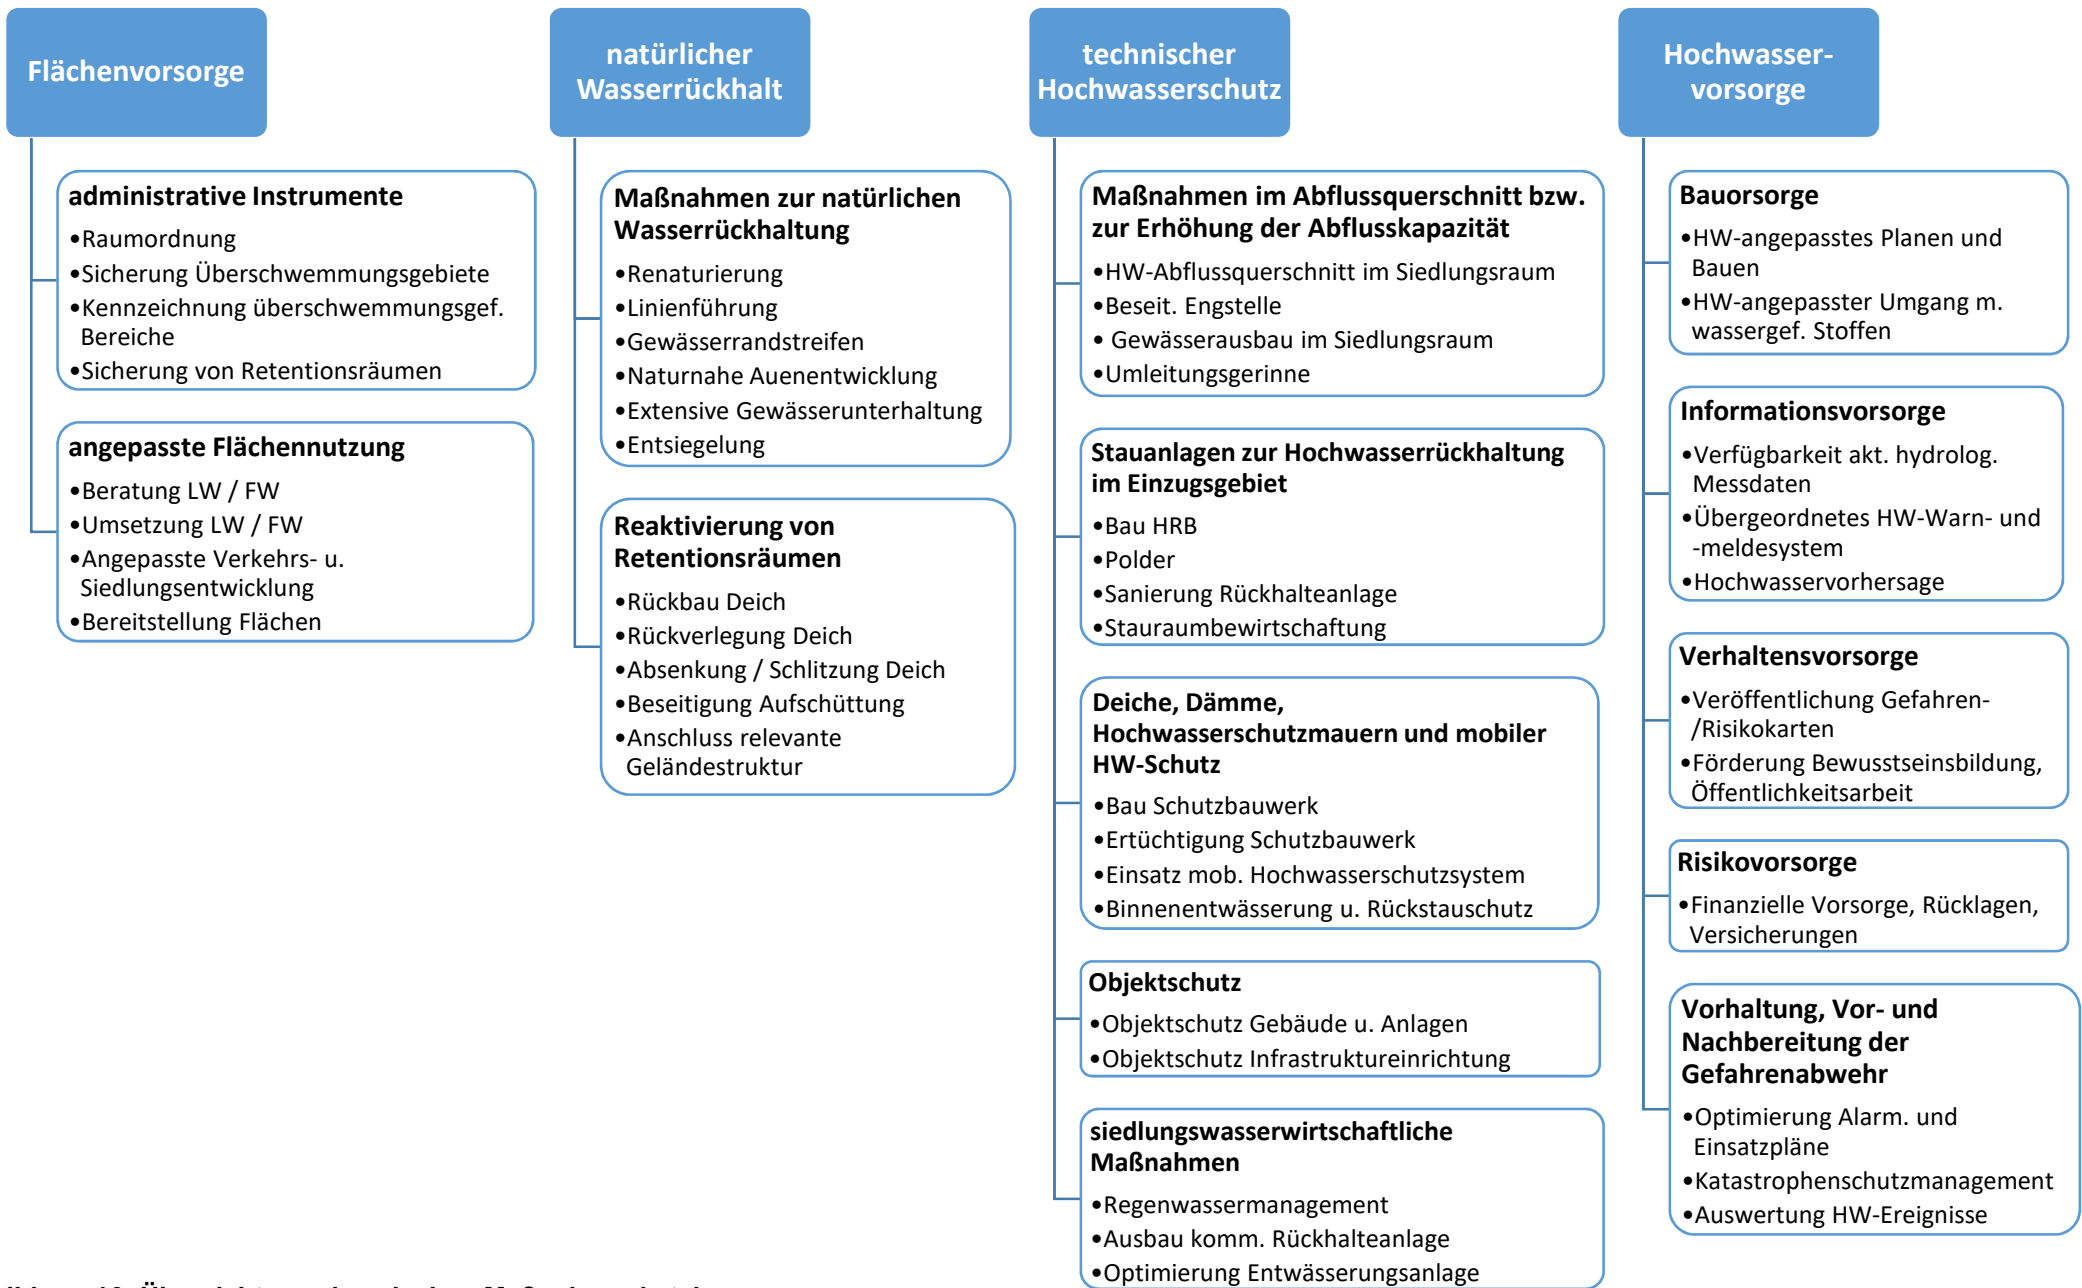 Flächenvorsorge
administrative Instrumente
•Raumordnung
•Sicherung Überschwemmungsgebiete
•Kennzeichnung überschwemmungsgef.
Bereiche
•Sicherung von Retentionsräumen
angepasste Flächennutzung
•Beratung LW / FW
•Umsetzung LW / FW
•Angepasste Verkehrs- u.
Siedlungsentwicklung
•Bereitstellung Flächen
natürlicher
Wasserrückhalt
Maßnahmen zur natürlichen
Wasserrückhaltung
•Renaturierung
•Linienführung
•Gewässerrandstreifen
•Naturnahe Auenentwicklung
•Extensive Gewässerunterhaltung
•Entsiegelung
Reaktivierung von
Retentionsräumen
•Rückbau Deich
•Rückverlegung Deich
•Absenkung / Schlitzung Deich
•Beseitigung Aufschüttung
•Anschluss relevante
Geländestruktur
technischer
Hochwasserschutz
Maßnahmen im Abflussquerschnitt bzw.
zur Erhöhung der Abflusskapazität
•HW-Abflussquerschnitt im Siedlungsraum
•Beseit. Engstelle
• Gewässerausbau im Siedlungsraum
•Umleitungsgerinne
Stauanlagen zur Hochwasserrückhaltung
im Einzugsgebiet
•Bau HRB
•Polder
•Sanierung Rückhalteanlage
•Stauraumbewirtschaftung
Deiche, Dämme,
Hochwasserschutzmauern und mobiler
HW-Schutz
•Bau Schutzbauwerk
•Ertüchtigung Schutzbauwerk
•Einsatz mob. Hochwasserschutzsystem
•Binnenentwässerung u. Rückstauschutz
Objektschutz
•Objektschutz Gebäude u. Anlagen
•Objektschutz Infrastruktureinrichtung
siedlungswasserwirtschaftliche
Maßnahmen
•Regenwassermanagement
•Ausbau komm. Rückhalteanlage
•Optimierung Entwässerungsanlage
Hochwasser-
vorsorge
Bauorsorge
•HW-angepasstes Planen und
Bauen
•HW-angepasster Umgang m.
wassergef. Stoffen
Informationsvorsorge
•Verfügbarkeit akt. hydrolog.
Messdaten
•Übergeordnetes HW-Warn- und
-meldesystem
•Hochwasservorhersage
Verhaltensvorsorge
•Veröffentlichung Gefahren-
/Risikokarten
•Förderung Bewusstseinsbildung,
Öffentlichkeitsarbeit
Risikovorsorge
•Finanzielle Vorsorge, Rücklagen,
Versicherungen
Vorhaltung, Vor- und
Nachbereitung der
Gefahrenabwehr
•Optimierung Alarm. und
Einsatzpläne
•Katastrophenschutzmanagement
•Auswertung HW-Ereignisse